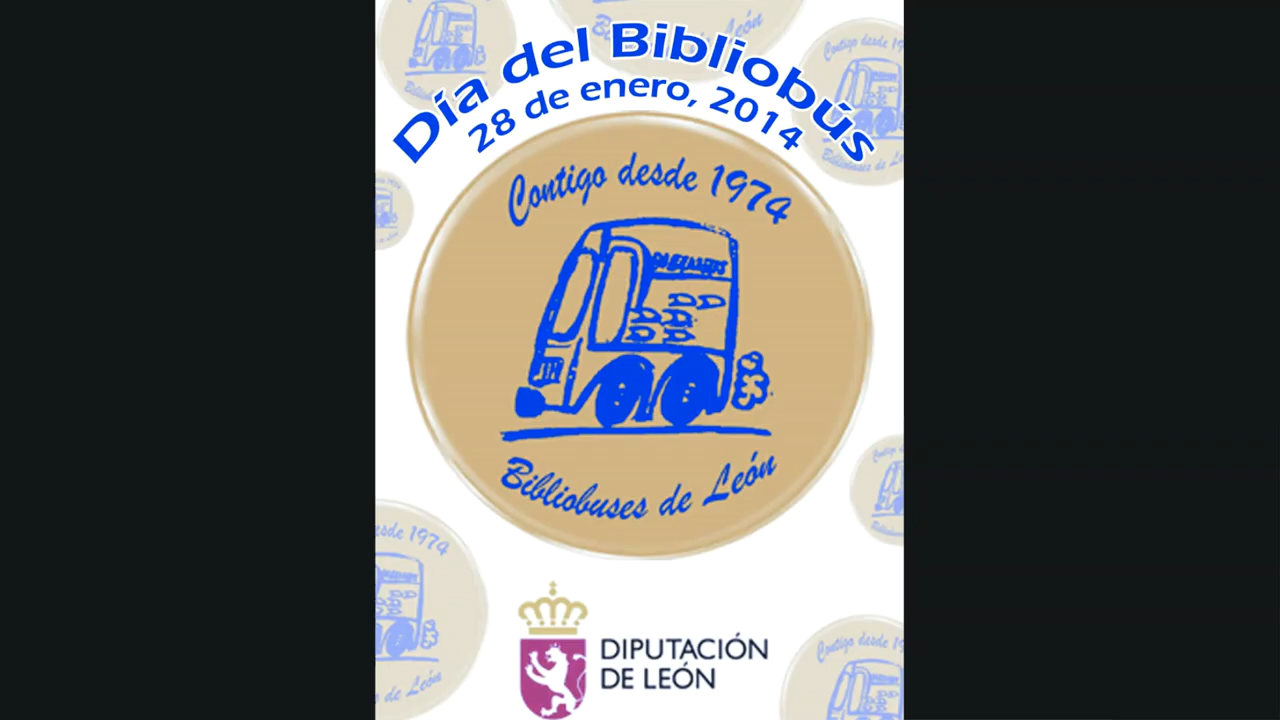 Día del Bibliobús
28 de enero, 2014
Contigo desde 1974
Bibliobuses de León
DIPUTACIÓN
DE LEÓN